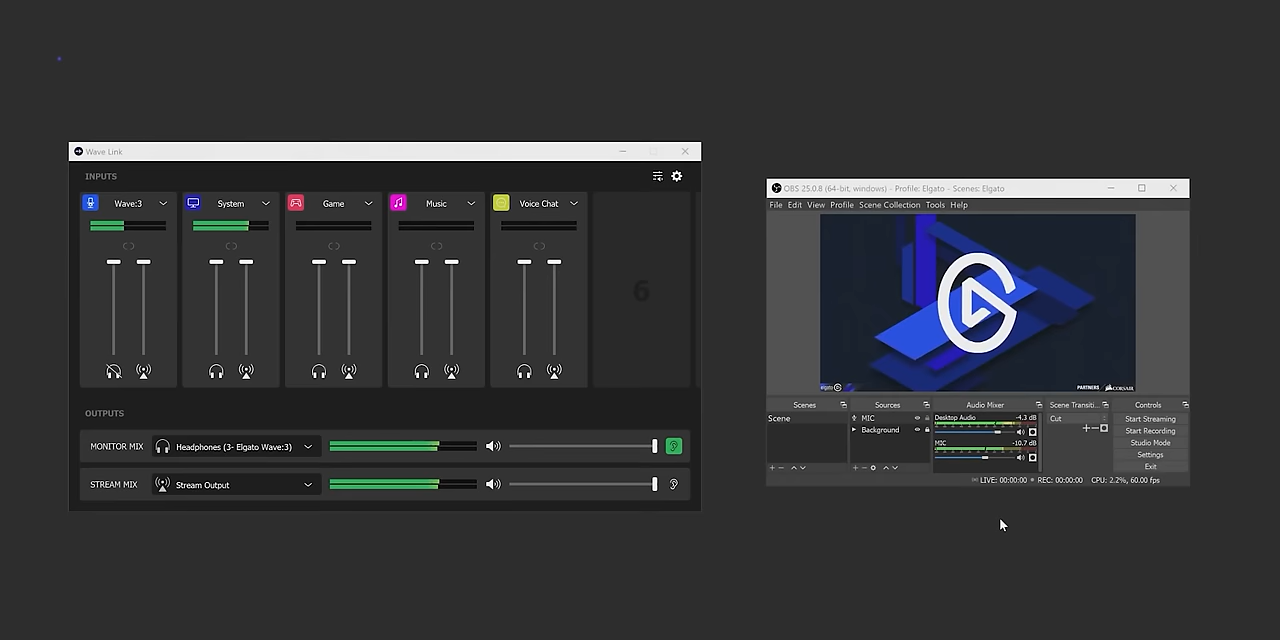 Wave Link
INPUTS
Wave:3
System
Game
Music
Voice Chat
6
OUTPUTS
MONITOR MIX
Headphones (3- Elgato Wave:3)
STREAM MIX
Stream Output
OBS 25.0.8 (64-bit, windows) - Profile: Elgato - Scenes: Elgato
File Edit View Profile Scene Collection Tools Help
elgato
PARTNERS CORSAIR
Scenes
Sources
Audio Mixer
Scene Transiti...
Controls
Scene
MIC
Background
Desktop Audio -4.3 dB
MIC -10.7 dB
Cut
Start Streaming
Start Recording
Studio Mode
Settings
Exit
LIVE: 00:00:00 REC: 00:00:00 CPU: 2.2%, 60.00 fps